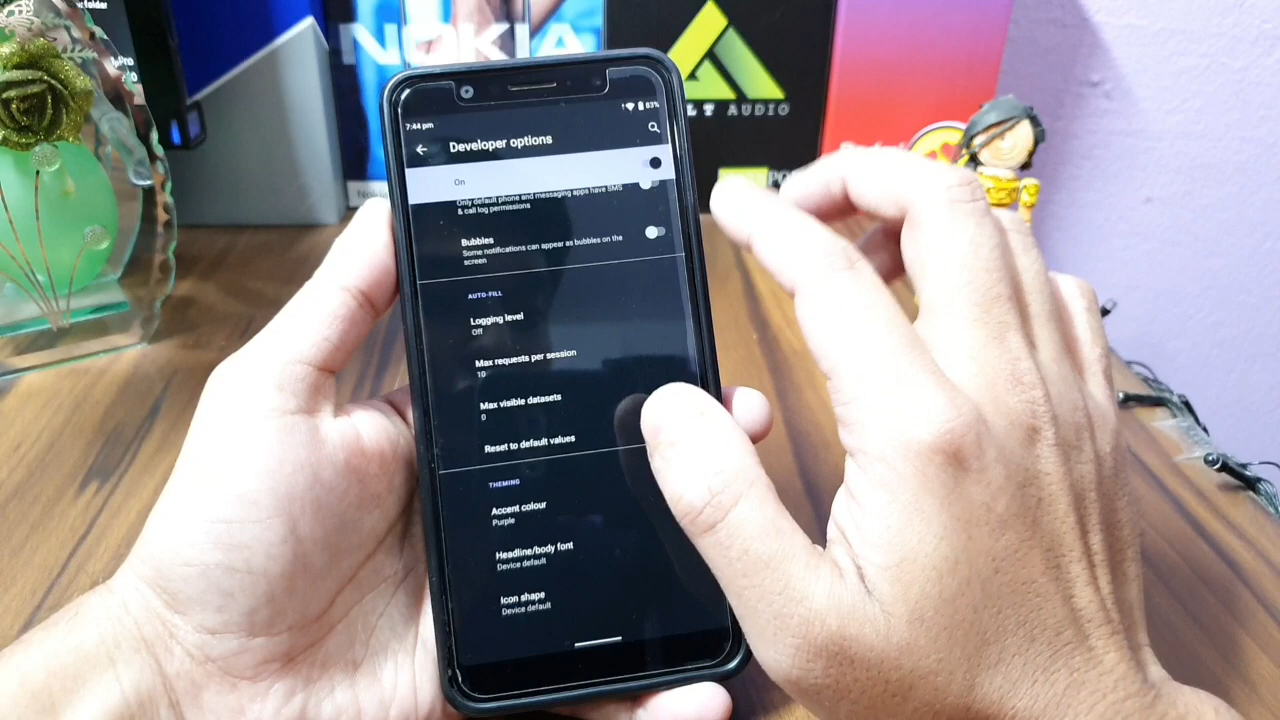 NOKIA
LT AUDIO
Nokia
7:44 pm
83%
Developer options
On
Only default phone and messaging apps have SMS
& call log permissions
Bubbles
Some notifications can appear as bubbles on the
screen
AUTO-FILL
Logging level
Off
Max requests per session
10
Max visible datasets
0
Reset to default values
THEMING
Accent colour
Purple
Headline/body font
Device default
Icon shape
Device default